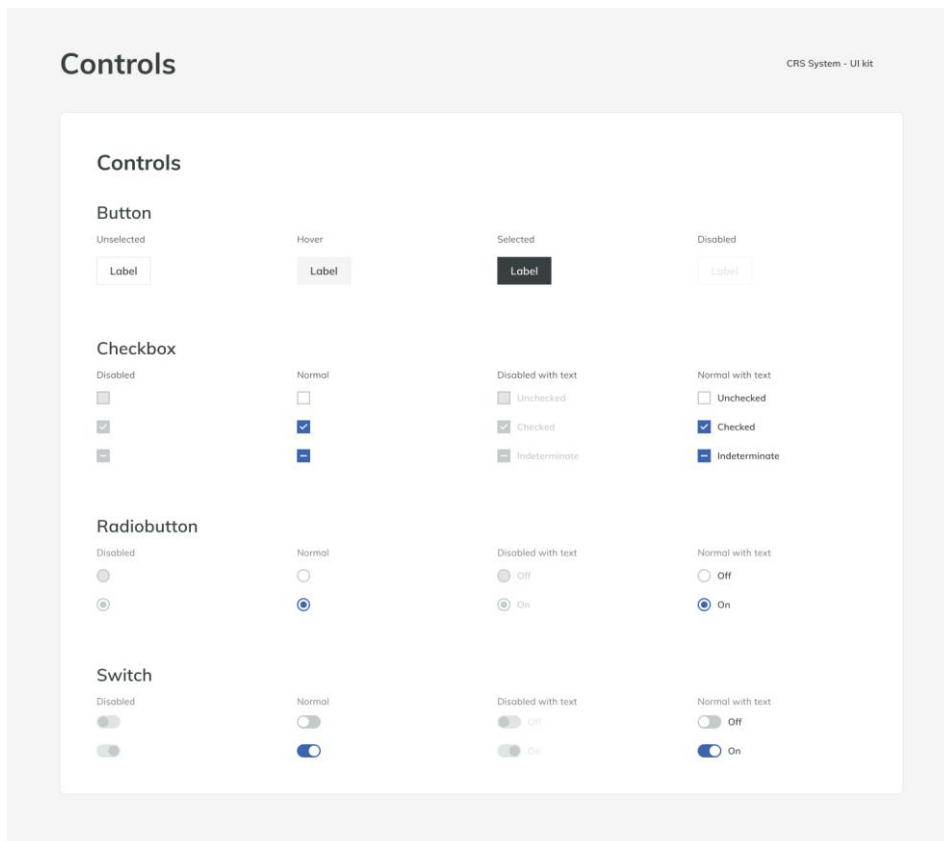 Controls
CRS System - UI kit
Controls
Button
Unselected Hover Selected Disabled
Label Label Label Label
Checkbox
Disabled Normal Disabled with text Normal with text
Unchecked Unchecked
Checked Checked
Indeterminate Indeterminate
Radiobutton
Disabled Normal Disabled with text Normal with text
Off Off
On On
Switch
Disabled Normal Disabled with text Normal with text
Off Off
On On